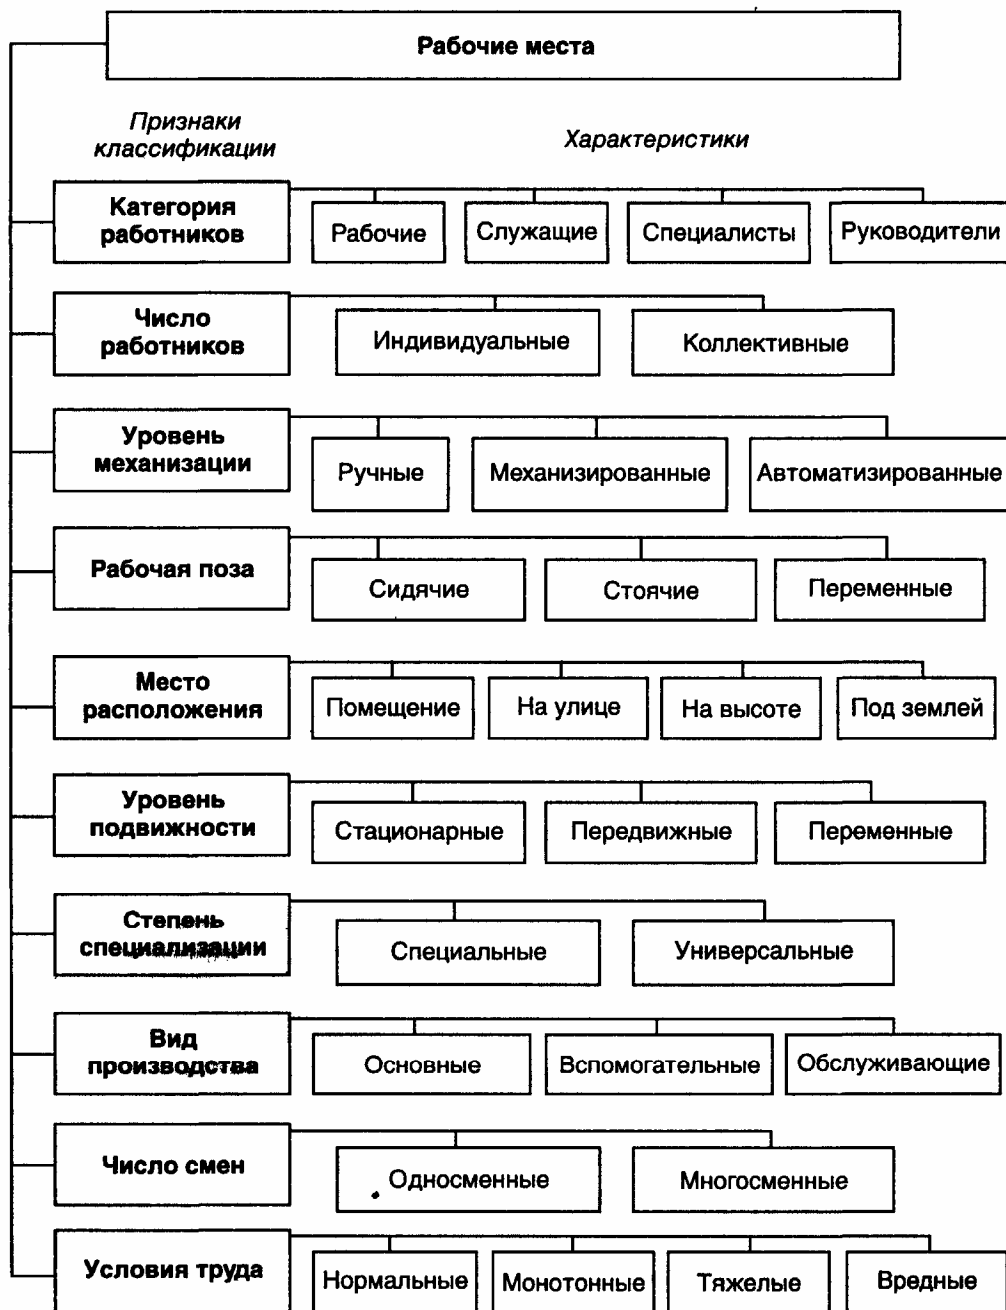 Рабочие места
Признаки
классификации
Характеристики
Категория
работников
Рабочие
Служащие
Специалисты
Руководители
Число
работников
Индивидуальные
Коллективные
Уровень
механизации
Ручные
Механизированные
Автоматизированные
Рабочая поза
Сидячие
Стоячие
Переменные
Место
расположения
Помещение
На улице
На высоте
Под землей
Уровень
подвижности
Стационарные
Передвижные
Переменные
Степень
специализации
Специальные
Универсальные
Вид
производства
Основные
Вспомогательные
Обслуживающие
Число смен
Односменные
Многосменные
Условия труда
Нормальные
Монотонные
Тяжелые
Вредные